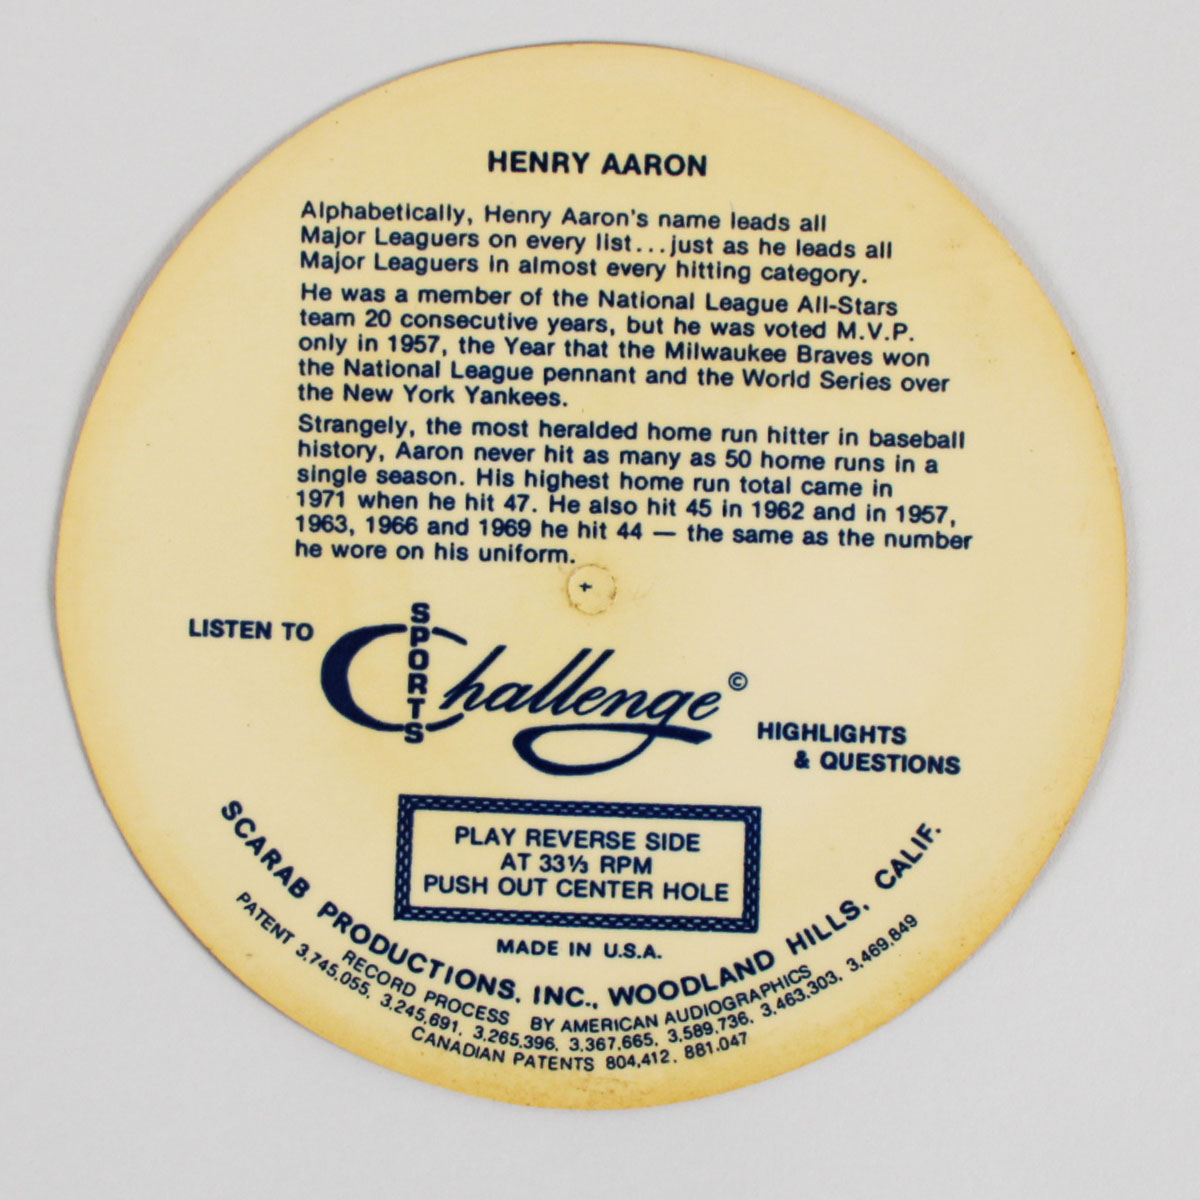 HENRY AARON
Alphabetically, Henry Aaron's name leads all
Major Leaguers on every list...just as he leads all
Major Leaguers in almost every hitting category.
He was a member of the National League All-Stars
team 20 consecutive years, but he was voted M.V.P.
only in 1957, the Year that the Milwaukee Braves won
the National League pennant and the World Series over
the New York Yankees.
Strangely, the most heralded home run hitter in baseball
history, Aaron never hit as many as 50 home runs in a
single season. His highest home run total came in
1971 when he hit 47. He also hit 45 in 1962 and in 1957,
1963, 1966 and 1969 he hit 44 — the same as the number
he wore on his uniform.
LISTEN TO
SPORTS
Challenge©
HIGHLIGHTS
& QUESTIONS
PLAY REVERSE SIDE
AT 33⅓ RPM
PUSH OUT CENTER HOLE
MADE IN U.S.A.
SCARAB PRODUCTIONS, INC., WOODLAND HILLS, CALIF.
RECORD PROCESS BY AMERICAN AUDIOGRAPHICS
PATENT 3,745,055, 3,245,691, 3,265,396, 3,367,665, 3,589,736, 3,463,303, 3,469,849
CANADIAN PATENTS 804,412, 881,047